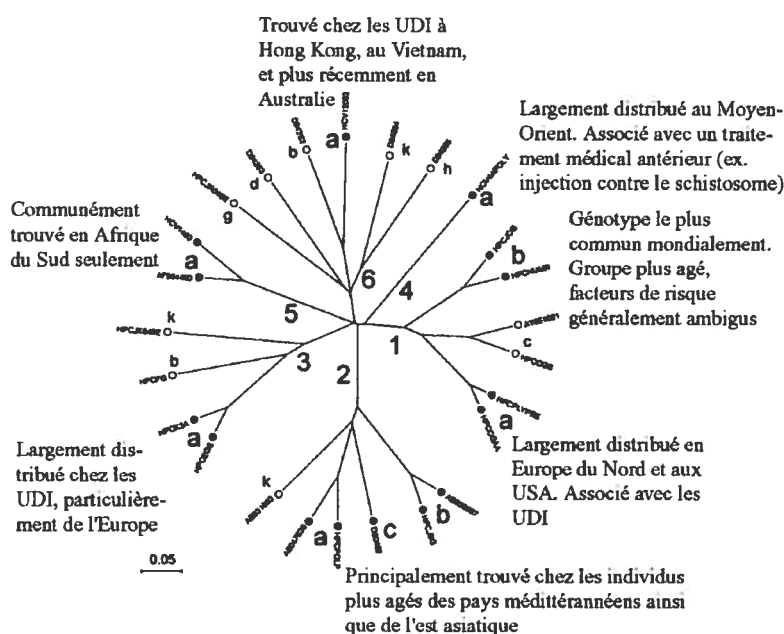 Trouvé chez les UDI à
Hong Kong, au Vietnam,
et plus récemment en
Australie
Largement distribué au Moyen-
Orient. Associé avec un traite-
ment médical antérieur (ex.
injection contre le schistosome)
Communément
trouvé en Afrique
du Sud seulement
Génotype le plus
commun mondialement.
Groupe plus agé,
facteurs de risque
généralement ambigus
g
d
b
a
k
h
a
b
c
a
a
k
b
a
k
a
c
b
6
4
5
3
2
1
Largement dis-
tribué chez les
UDI, particulière-
ment de l'Europe
Largement distribué en
Europe du Nord et aux
USA. Associé avec les
UDI
0.05
Principalement trouvé chez les individus
plus agés des pays médittérannéens ainsi
que de l'est asiatique